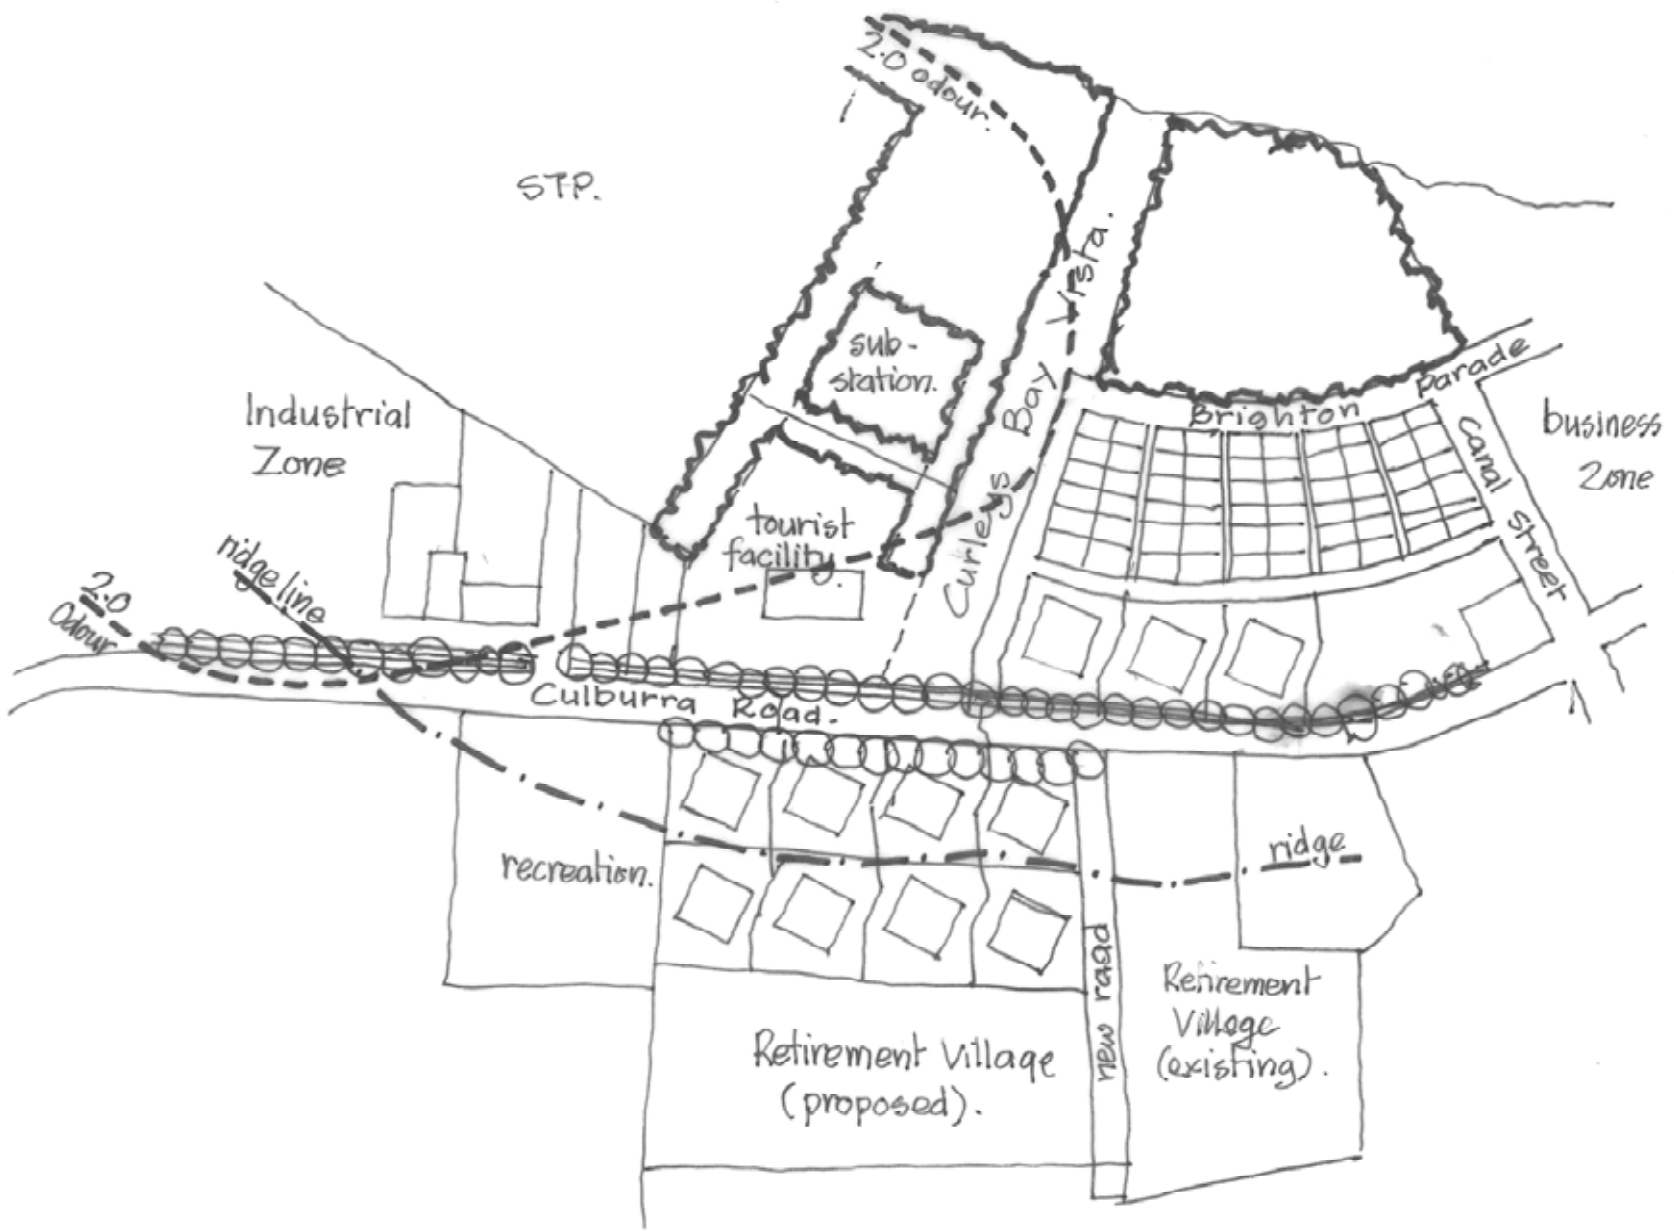 2.0 odour.
STP.
Curleys Bay Vista.
sub-
station.
Brighton Parade
Canal Street
business
Zone
Industrial
Zone
tourist
facility.
ridge line
2.0
Odour
Culburra Road.
recreation.
ridge
new road
Retirement
Village
(existing).
Retirement Village
(proposed).